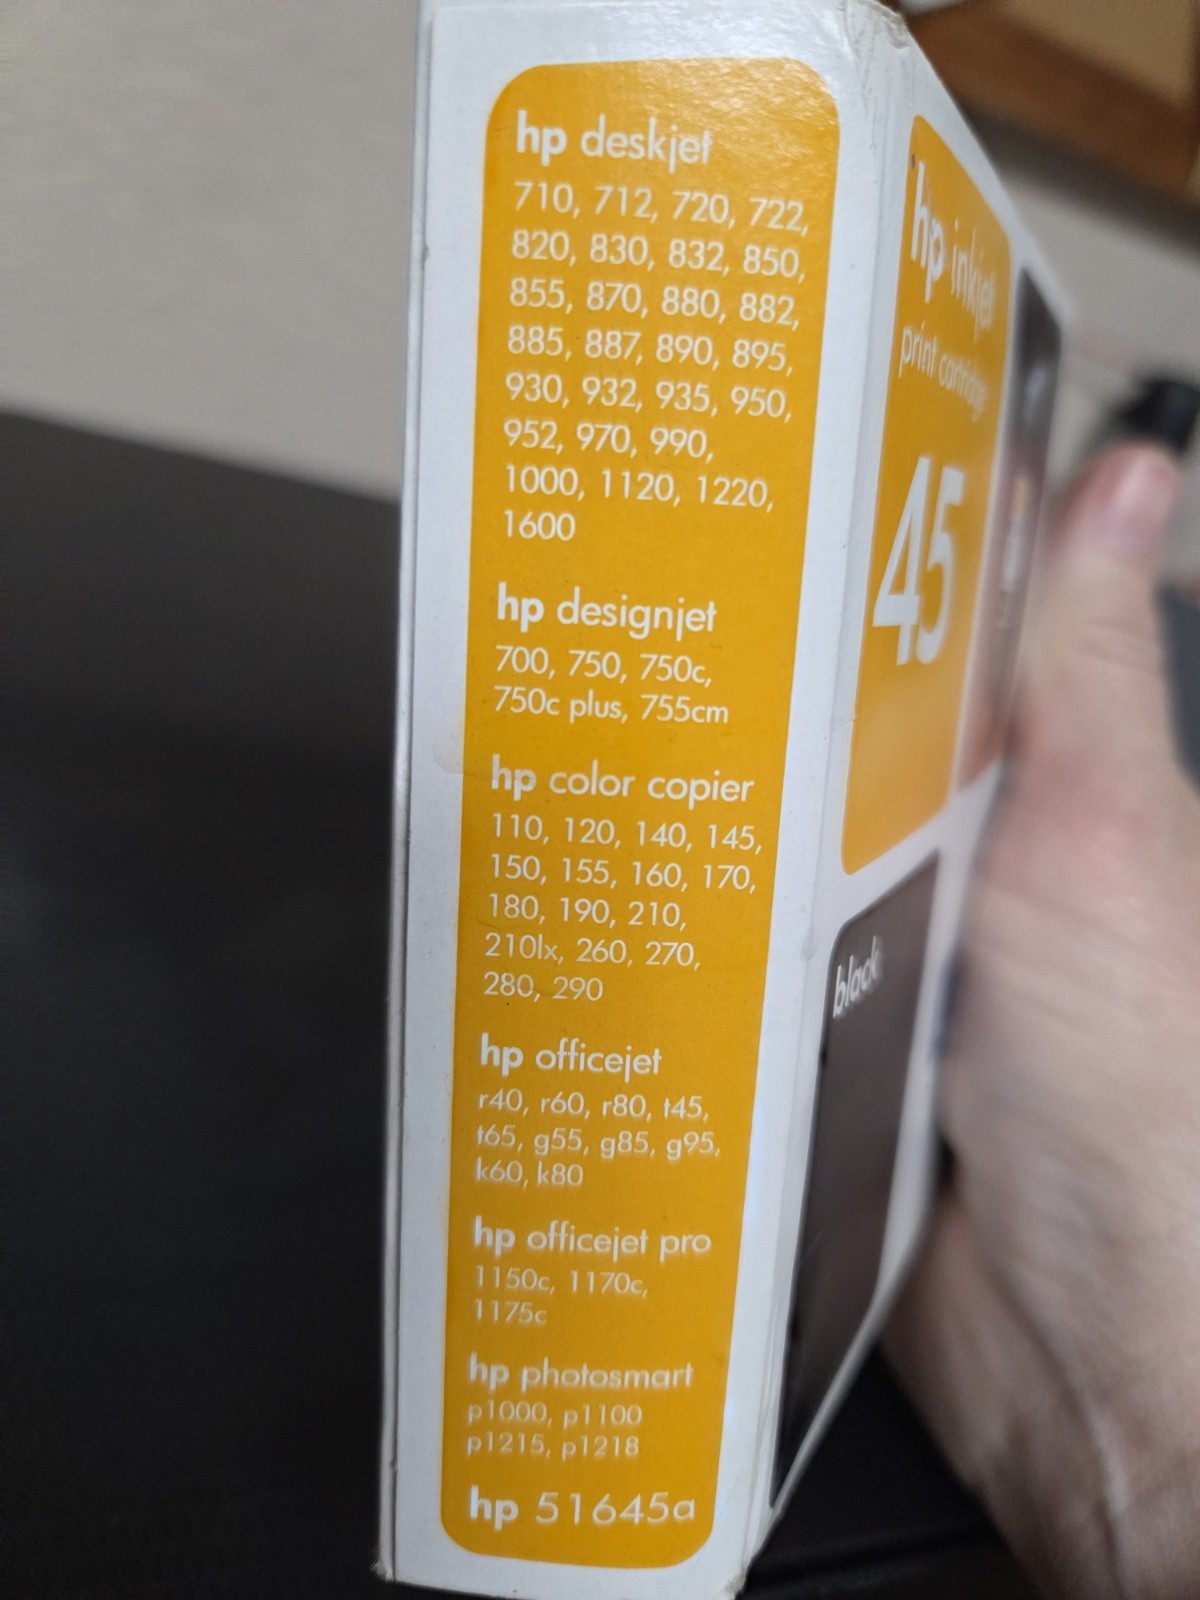 hp deskjet
710, 712, 720, 722,
820, 830, 832, 850,
855, 870, 880, 882,
885, 887, 890, 895,
930, 932, 935, 950,
952, 970, 990,
1000, 1120, 1220,
1600
hp designjet
700, 750, 750c,
750c plus, 755cm
hp color copier
110, 120, 140, 145,
150, 155, 160, 170,
180, 190, 210,
210lx, 260, 270,
280, 290
hp officejet
r40, r60, r80, t45,
t65, g55, g85, g95,
k60, k80
hp officejet pro
1150c, 1170c,
1175c
hp photosmart
p1000, p1100
p1215, p1218
hp 51645a
hp inkjet
print cartridge
45
black